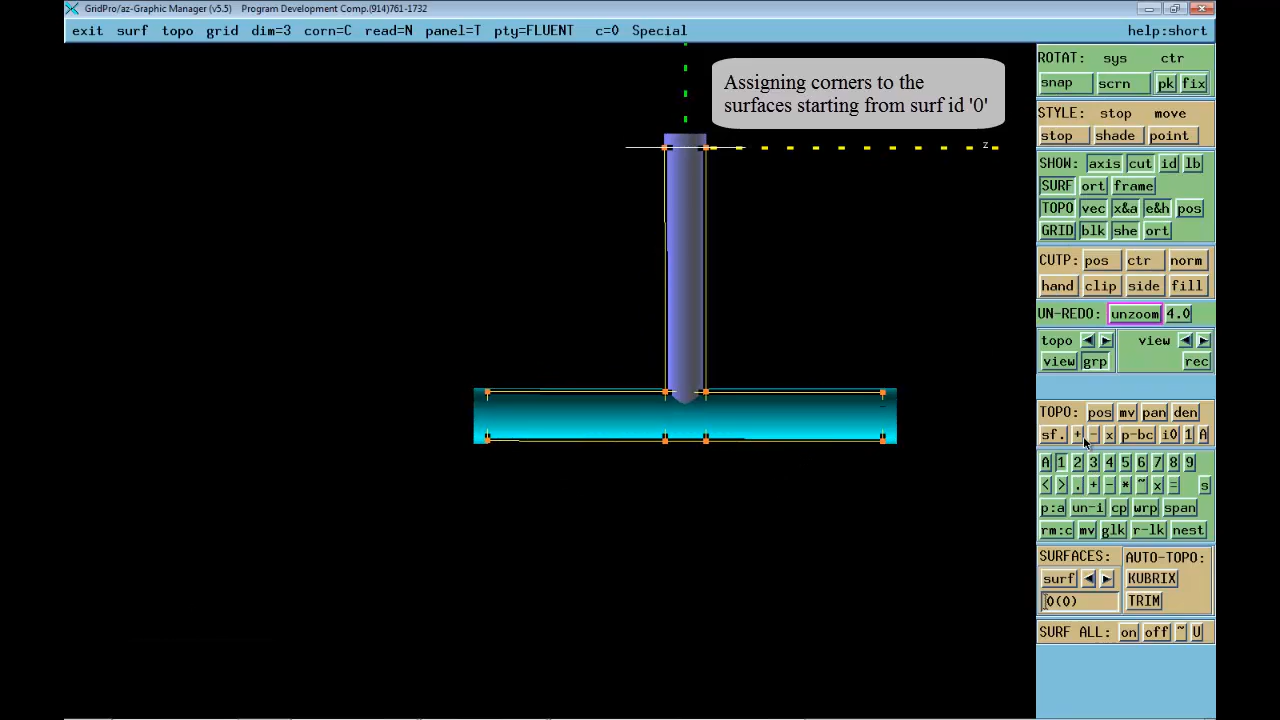 GridPro/az-Graphic Manager (v5.5)    Program Development Comp.(914)761-1732
exit surf topo grid dim=3 corn=C read=N panel=T pty=FLUENT c=0 Special help:short
Assigning corners to the
surfaces starting from surf id '0'
z
ROTAT: sys ctr
snap scrn pk fix
STYLE: stop move
stop shade point
SHOW: axis cut id lb
SURF ort frame
TOPO vec x&a e&h pos
GRID blk she ort
CUTP: pos ctr norm
hand clip side fill
UN-REDO: unzoom 4.0
topo view
view grp rec
TOPO: pos mv pan den
sf. + - x p-bc i0 1 A
A 1 2 3 4 5 6 7 8 9
< > . + - * ~ x = s
p:a un-i cp wrp span
rm:c mv glk r-lk nest
SURFACES: AUTO-TOPO:
surf KUBRIX
0(0) TRIM
SURF ALL: on off ~ U